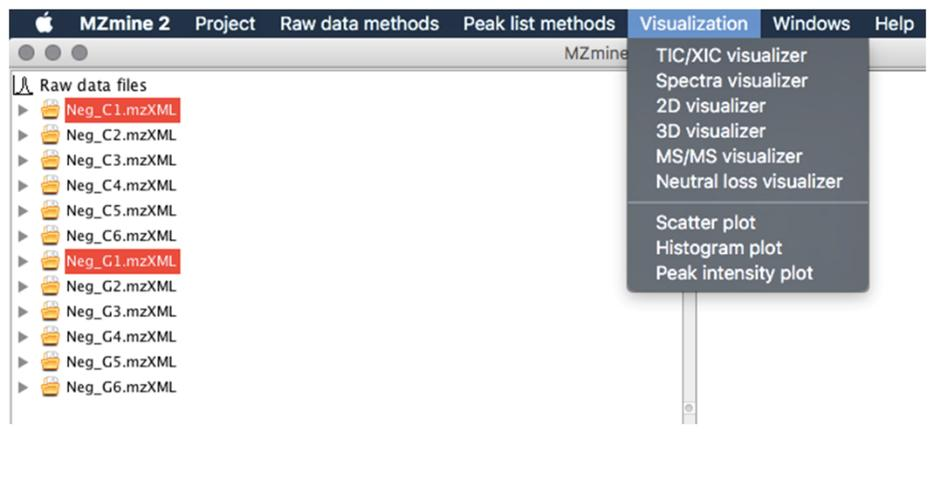 MZmine 2 Project Raw data methods Peak list methods Visualization Windows Help
MZmine
Raw data files
Neg_C1.mzXML
Neg_C2.mzXML
Neg_C3.mzXML
Neg_C4.mzXML
Neg_C5.mzXML
Neg_C6.mzXML
Neg_G1.mzXML
Neg_G2.mzXML
Neg_G3.mzXML
Neg_G4.mzXML
Neg_G5.mzXML
Neg_G6.mzXML
TIC/XIC visualizer
Spectra visualizer
2D visualizer
3D visualizer
MS/MS visualizer
Neutral loss visualizer
Scatter plot
Histogram plot
Peak intensity plot